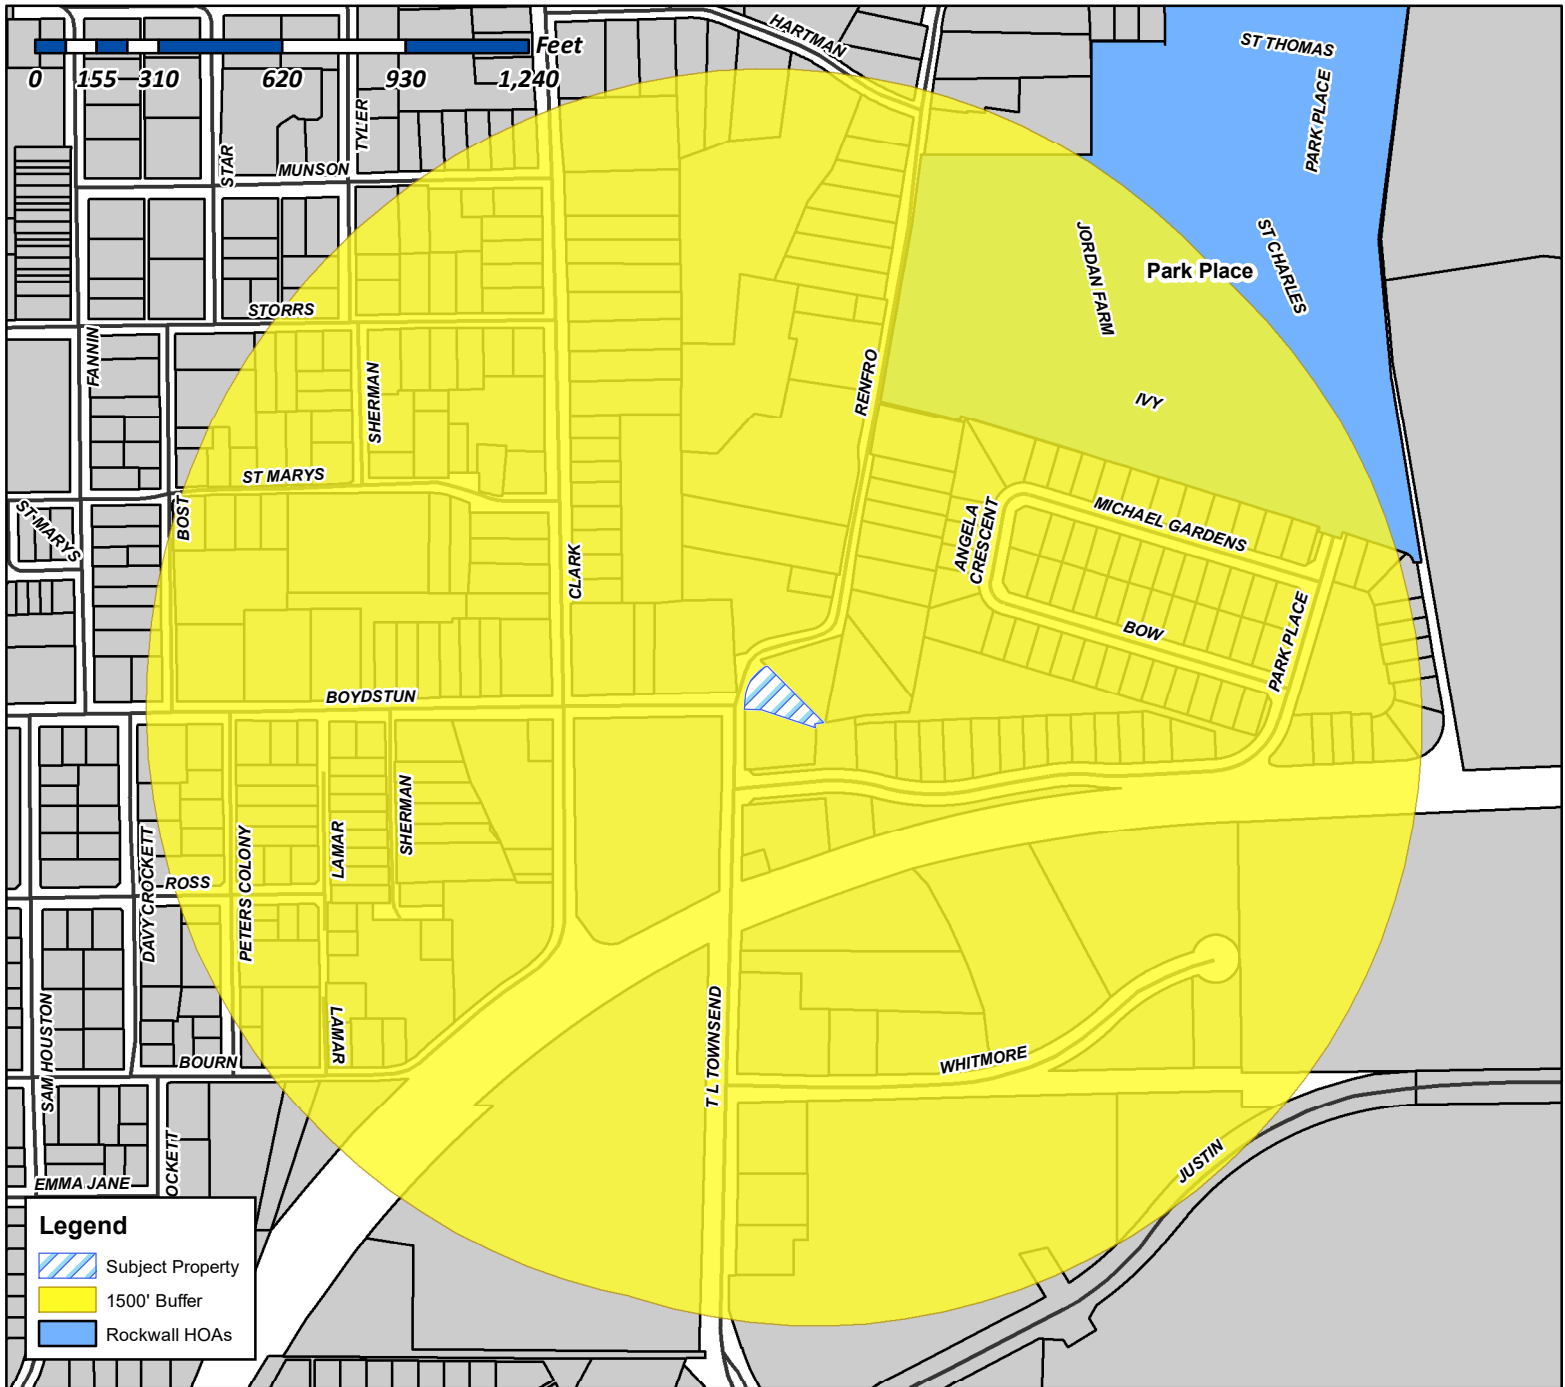 HARTMAN
Feet
0 155 310 620 930 1,240
ST THOMAS
PARK PLACE
TYLER
STAR
MUNSON
JORDAN FARM
ST CHARLES
Park Place
STORRS
FANNIN
SHERMAN
RENFRO
IVY
ST MARYS
BOST
ST MARYS
ANGELA
CRESCENT
MICHAEL GARDENS
CLARK
BOW
PARK PLACE
BOYDSTUN
SHERMAN
LAMAR
PETERS COLONY
DAVY CROCKETT
ROSS
SAM HOUSTON
LAMAR
T L TOWNSEND
BOURN
WHITMORE
JUSTIN
OCKETT
EMMA JANE
Legend
Subject Property
1500' Buffer
Rockwall HOAs